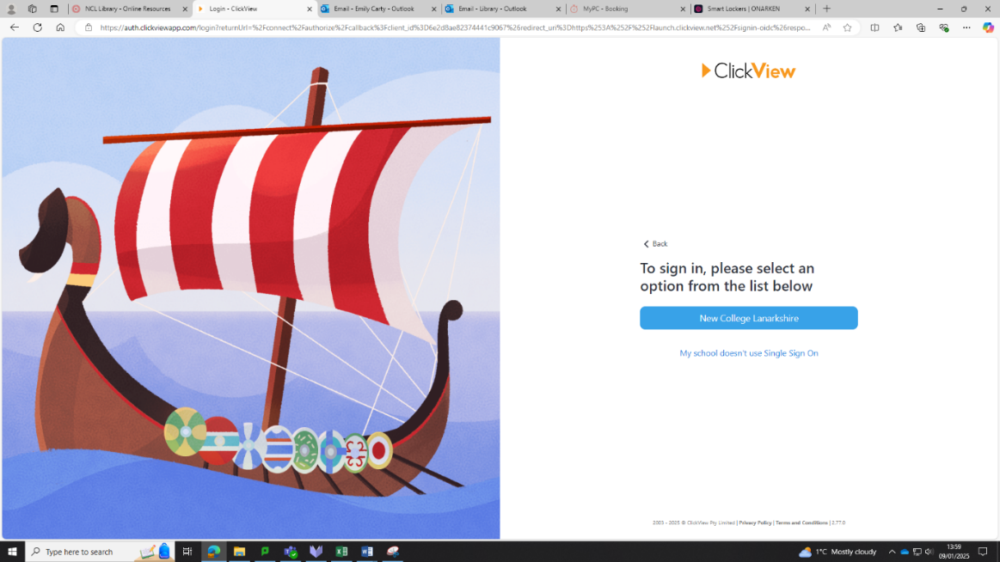 NCL Library - Online Resources
Login - ClickView
Email - Emily Carty - Outlook
Email - Library - Outlook
MyPC - Booking
Smart Lockers | ONARKEN
https://auth.clickviewapp.com/login?returnUrl=%2Fconnect%2Fauthorize%2Fcallback%3Fclient_id%3D6e2d8ae82374441c9067%26redirect_uri%3Dhttps%253A%252F%252Flaunch.clickview.net%252Fsignin-oidc%26respo...
ClickView
Back
To sign in, please select an
option from the list below
New College Lanarkshire
My school doesn't use Single Sign On
2003 - 2025 © ClickView Pty Limited | Privacy Policy | Terms and Conditions | 2.77.0
Type here to search
1°C Mostly cloudy
13:59
09/01/2025